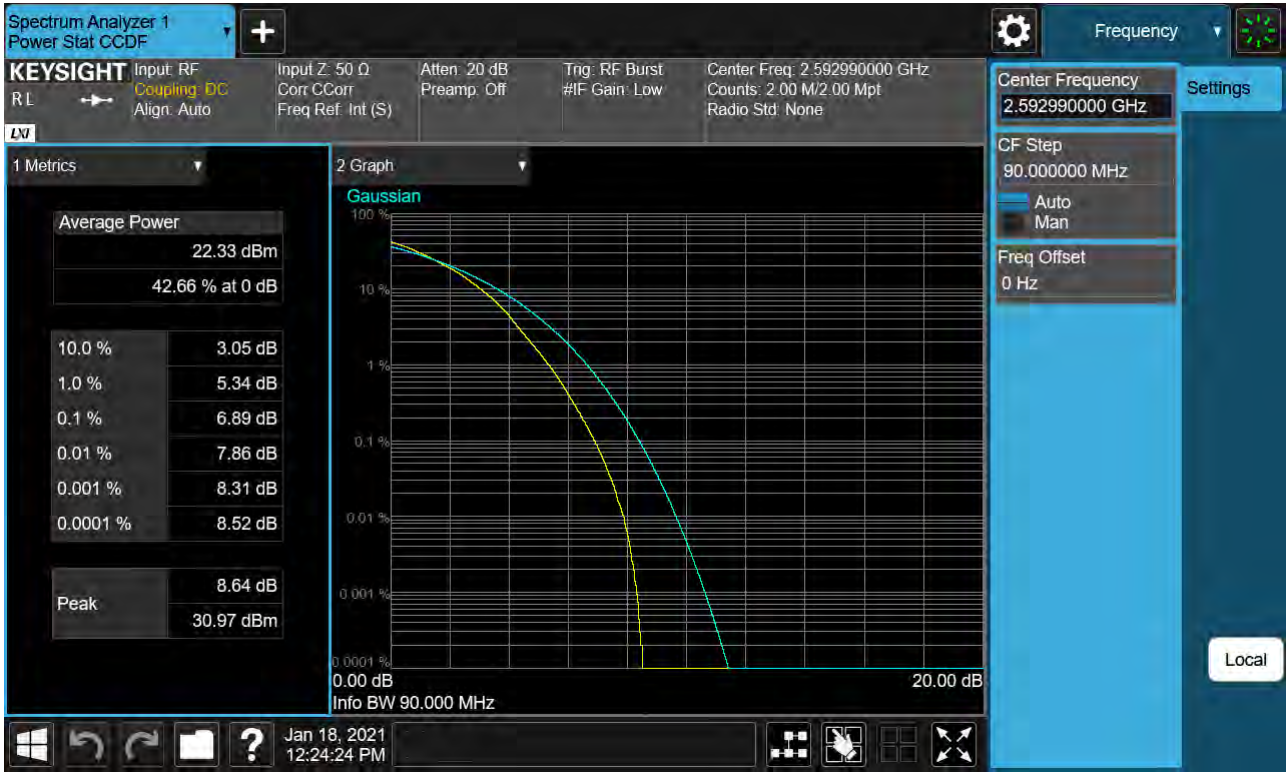 Spectrum Analyzer 1
Power Stat CCDF
Frequency
KEYSIGHT
RL
LXI
Input: RF
Coupling: DC
Align: Auto
Input Z: 50 Ω
Corr CCorr
Freq Ref: Int (S)
Atten: 20 dB
Preamp: Off
Trig: RF Burst
#IF Gain: Low
Center Freq: 2.592990000 GHz
Counts: 2.00 M/2.00 Mpt
Radio Std: None
Center Frequency
2.592990000 GHz
Settings
CF Step
90.000000 MHz
Auto
Man
Freq Offset
0 Hz
1 Metrics
Average Power
22.33 dBm
42.66 % at 0 dB
10.0 % 3.05 dB
1.0 % 5.34 dB
0.1 % 6.89 dB
0.01 % 7.86 dB
0.001 % 8.31 dB
0.0001 % 8.52 dB
Peak
8.64 dB
30.97 dBm
2 Graph
Gaussian
100 %
10 %
1 %
0.1 %
0.01 %
0.001 %
0.0001 %
0.00 dB 20.00 dB
Info BW 90.000 MHz
Local
?
Jan 18, 2021
12:24:24 PM